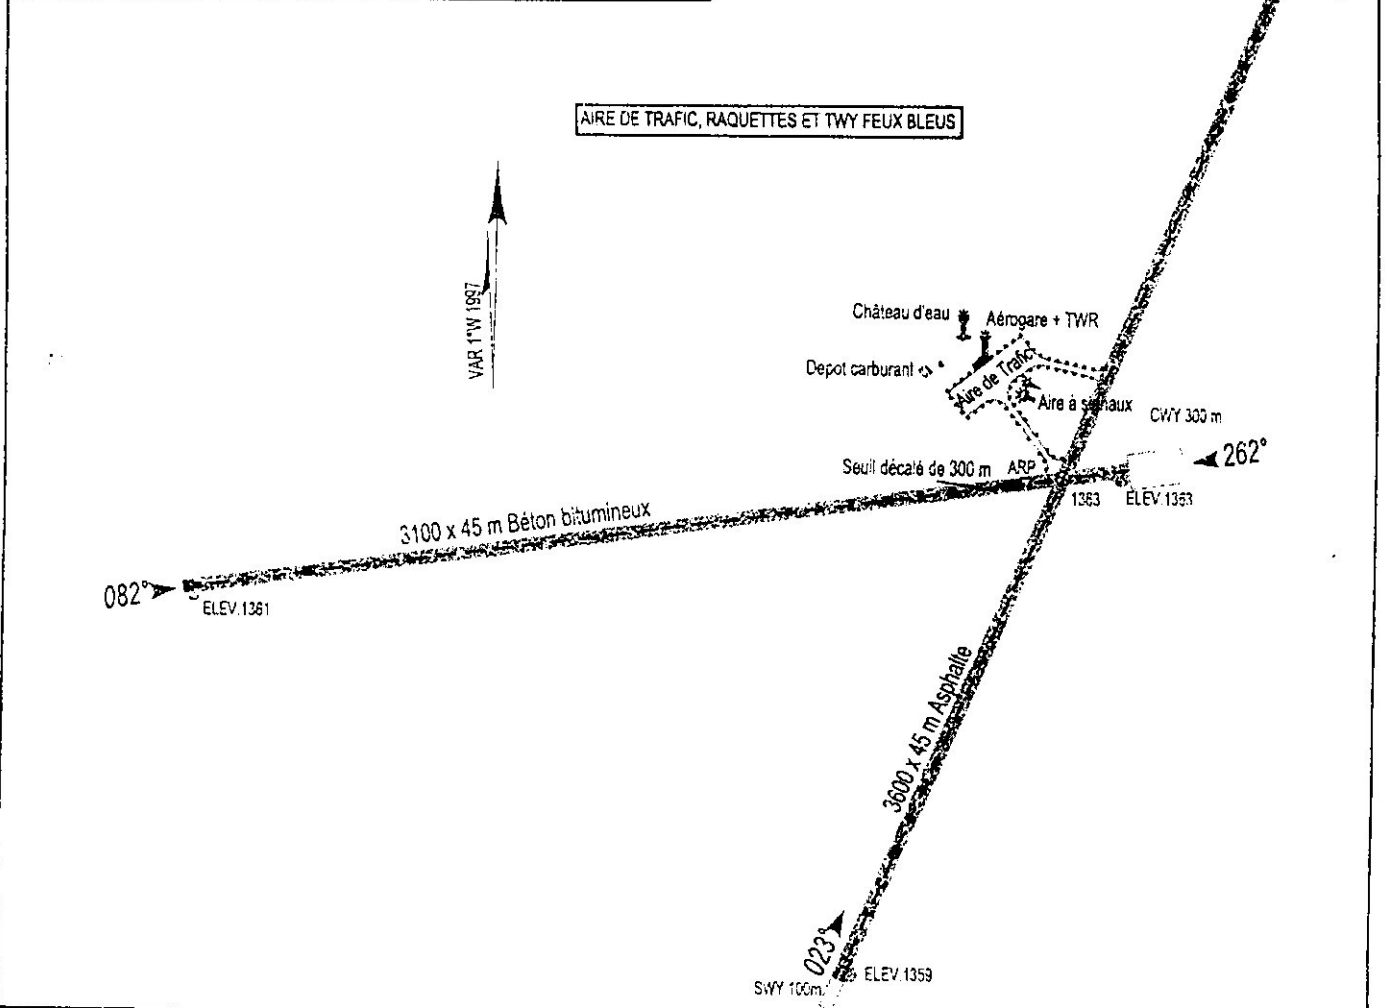 AIRE DE TRAFIC, RAQUETTES ET TWY FEUX BLEUS
VAR 1°W 1997
Château d'eau
Aérogare + TWR
Depot carburant
Aire de Trafic
Aire à signaux
CWY 300 m
262°
Seuil décalé de 300 m
ARP
1363
ELEV.1363
3100 x 45 m Béton bitumineux
082°
ELEV.1361
3600 x 45 m Asphalte
023°
ELEV.1359
SWY 100m